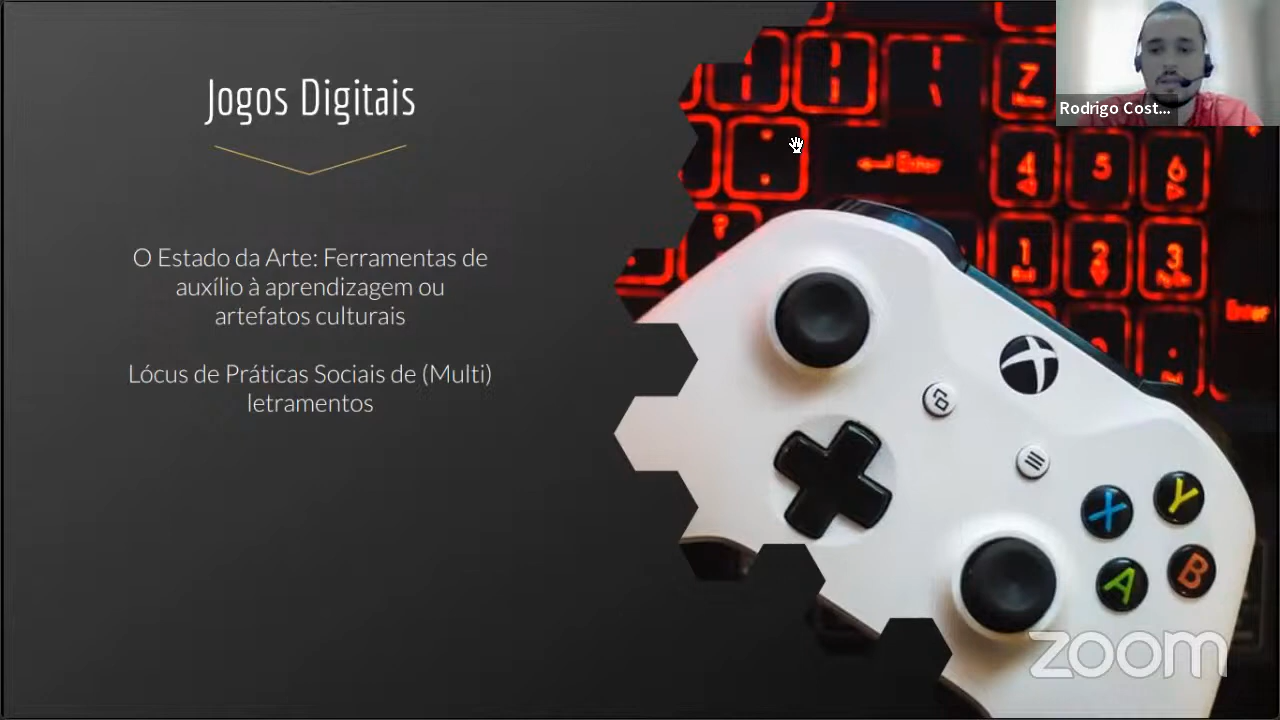 Jogos Digitais
O Estado da Arte: Ferramentas de
auxílio à aprendizagem ou
artefatos culturais
Lócus de Práticas Sociais de (Multi)
letramentos
Rodrigo Cost...
Enter
7
4 5 6
1 2 3
Enter
X Y
A B
zoom